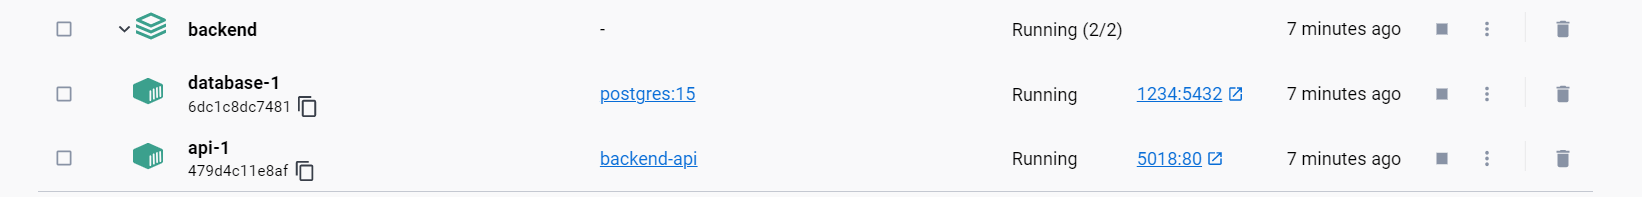 backend - Running (2/2) 7 minutes ago
database-1 postgres:15 Running 1234:5432 7 minutes ago
6dc1c8dc7481
api-1 backend-api Running 5018:80 7 minutes ago
479d4c11e8af